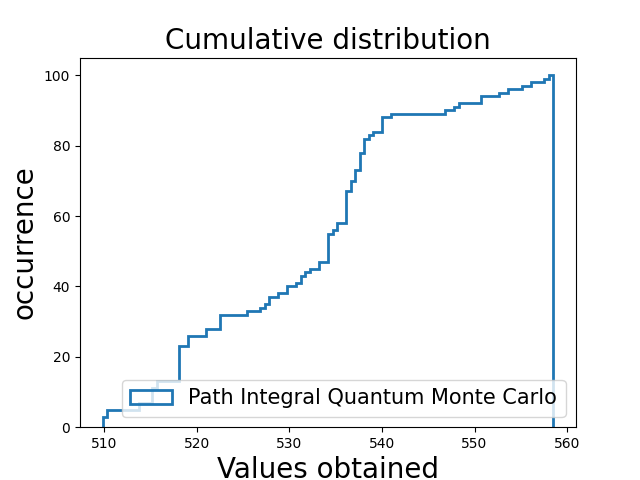 Cumulative distribution
occurrence
100
80
60
40
20
0
Path Integral Quantum Monte Carlo
510 520 530 540 550 560
Values obtained